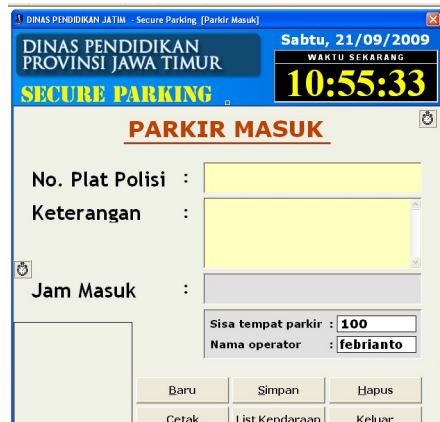 DINAS PENDIDIKAN JATIM - Secure Parking [Parkir Masuk]
DINAS PENDIDIKAN
PROVINSI JAWA TIMUR
SECURE PARKING
Sabtu, 21/09/2009
WAKTU SEKARANG
10:55:33
PARKIR MASUK
No. Plat Polisi :
Keterangan :
Jam Masuk :
Sisa tempat parkir : 100
Nama operator : febrianto
Baru Simpan Hapus
Cetak List Kendaraan Keluar